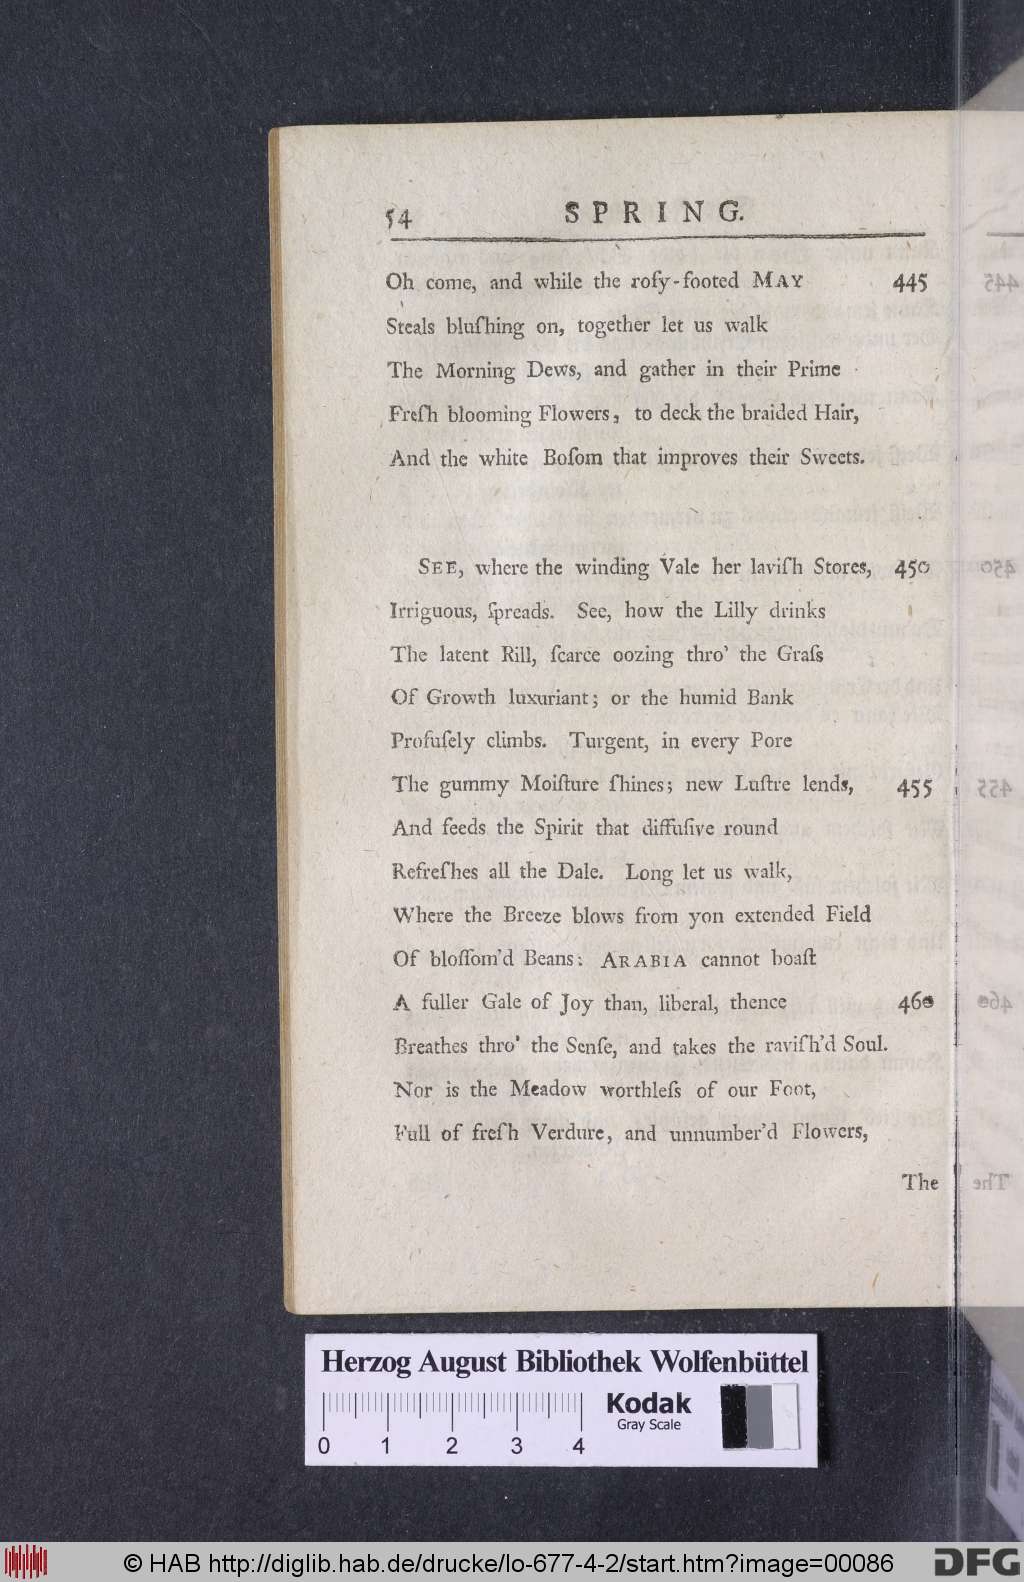 54 SPRING.
Oh come, and while the roſy-footed MAY 445
Steals bluſhing on, together let us walk
The Morning Dews, and gather in their Prime
Freſh blooming Flowers, to deck the braided Hair,
And the white Boſom that improves their Sweets.
SEE, where the winding Vale her laviſh Stores, 450
Irriguous, ſpreads. See, how the Lilly drinks
The latent Rill, ſcarce oozing thro' the Graſs
Of Growth luxuriant; or the humid Bank
Profuſely climbs. Turgent, in every Pore
The gummy Moiſture ſhines; new Luſtre lends, 455
And feeds the Spirit that diffuſive round
Refreſhes all the Dale. Long let us walk,
Where the Breeze blows from yon extended Field
Of bloſſom'd Beans: ARABIA cannot boaſt
A fuller Gale of Joy than, liberal, thence 460
Breathes thro' the Senſe, and takes the raviſh'd Soul.
Nor is the Meadow worthleſs of our Foot,
Full of freſh Verdure, and unnumber'd Flowers,
The
Herzog August Bibliothek Wolfenbüttel
0 1 2 3 4
Kodak
Gray Scale
© HAB http://diglib.hab.de/drucke/lo-677-4-2/start.htm?image=00086
DFG